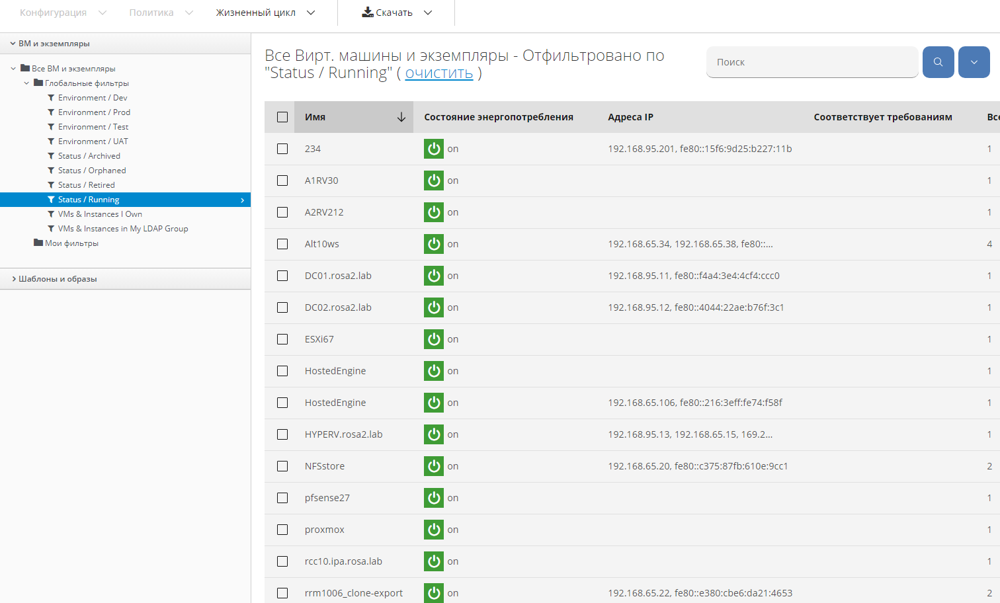 Конфигурация Политика Жизненный цикл Скачать
ВМ и экземпляры
Все ВМ и экземпляры
Глобальные фильтры
Environment / Dev
Environment / Prod
Environment / Test
Environment / UAT
Status / Archived
Status / Orphaned
Status / Retired
Status / Running
VMs & Instances I Own
VMs & Instances in My LDAP Group
Мои фильтры
Шаблоны и образы
Все Вирт. машины и экземпляры - Отфильтровано по
"Status / Running" ( очистить )
Поиск
Имя Состояние энергопотребления Адреса IP Соответствует требованиям Все
234 on 192.168.95.201, fe80::15f6:9d25:b227:11b 1
A1RV30 on 1
A2RV212 on 1
Alt10ws on 192.168.65.34, 192.168.65.38, fe80::... 4
DC01.rosa2.lab on 192.168.95.11, fe80::f4a4:3e4:4cf4:ccc0 1
DC02.rosa2.lab on 192.168.95.12, fe80::4044:22ae:b76f:3c1 1
ESXi67 on 1
HostedEngine on 1
HostedEngine on 192.168.65.106, fe80::216:3eff:fe74:f58f 1
HYPERV.rosa2.lab on 192.168.95.13, 192.168.65.15, 169.2... 1
NFSstore on 192.168.65.20, fe80::c375:87fb:610e:9cc1 2
pfsense27 on 1
proxmox on 1
rcc10.ipa.rosa.lab on 1
rrm1006_clone-export on 192.168.65.22, fe80::e380:cbe6:da21:4653 2